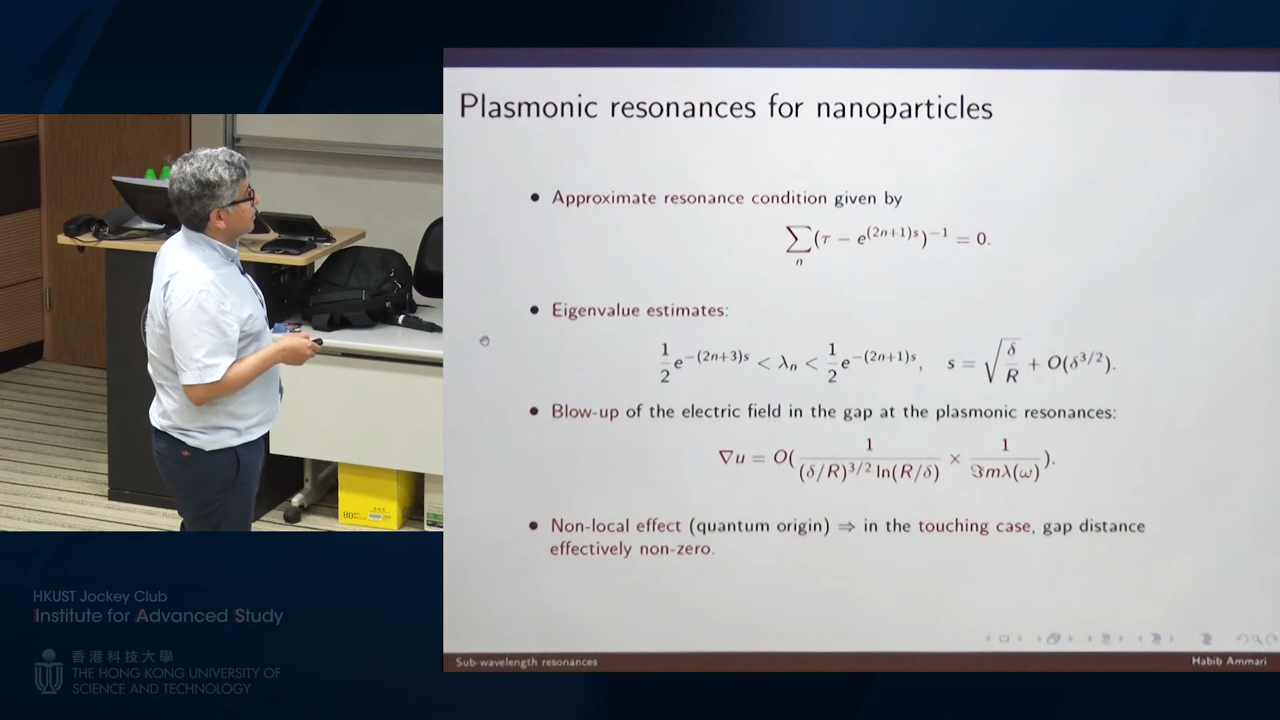 Plasmonic resonances for nanoparticles
• Approximate resonance condition given by
∑ₙ(τ − e^{(2n+1)s})^{−1} = 0.
• Eigenvalue estimates:
1/2 e^{−(2n+3)s} < λₙ < 1/2 e^{−(2n+1)s}, s = √(δ/R) + O(δ^{3/2}).
• Blow-up of the electric field in the gap at the plasmonic resonances:
∇u = O( 1/((δ/R)^{3/2} ln(R/δ)) × 1/(ℑmλ(ω)) ).
• Non-local effect (quantum origin) ⇒ in the touching case, gap distance
effectively non-zero.
Sub-wavelength resonances
Habib Ammari
HKUST Jockey Club
Institute for Advanced Study
香港科技大學
THE HONG KONG UNIVERSITY OF
SCIENCE AND TECHNOLOGY